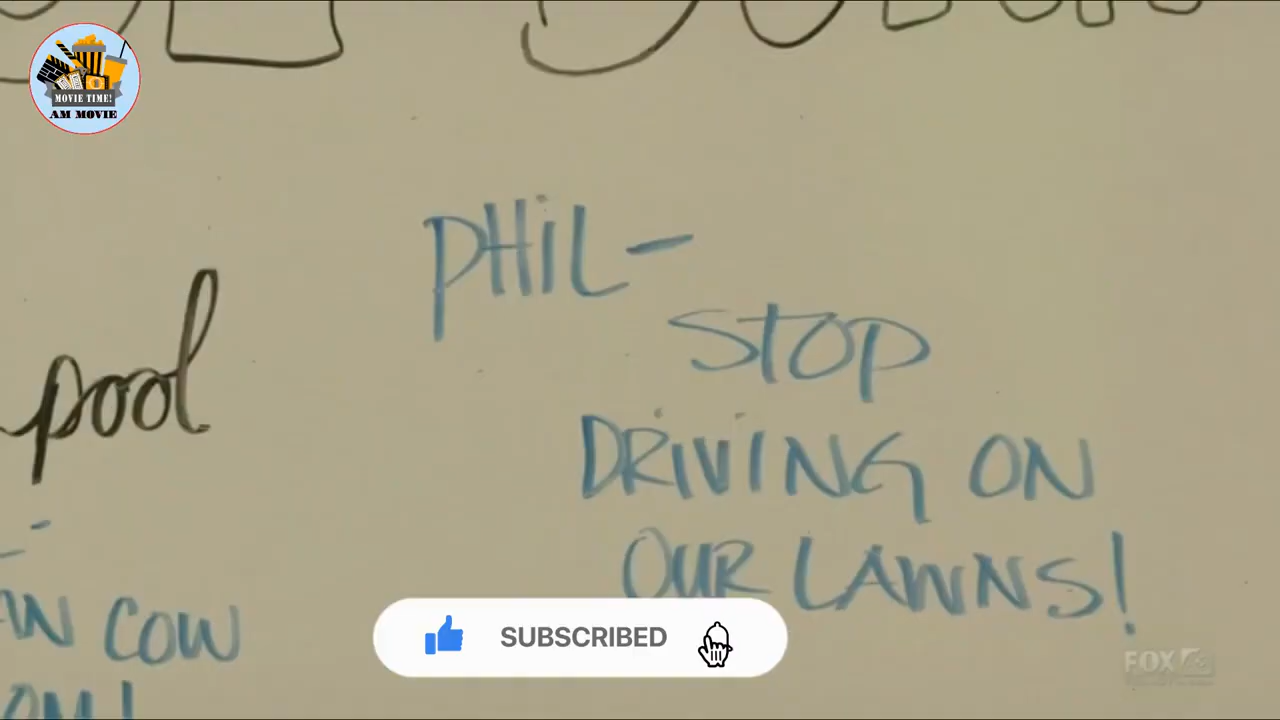 MOVIE TIME!
AM MOVIE
PHIL-
STOP
DRIVING ON
OUR LAWNS!
pool
COW
SUBSCRIBED
FOX